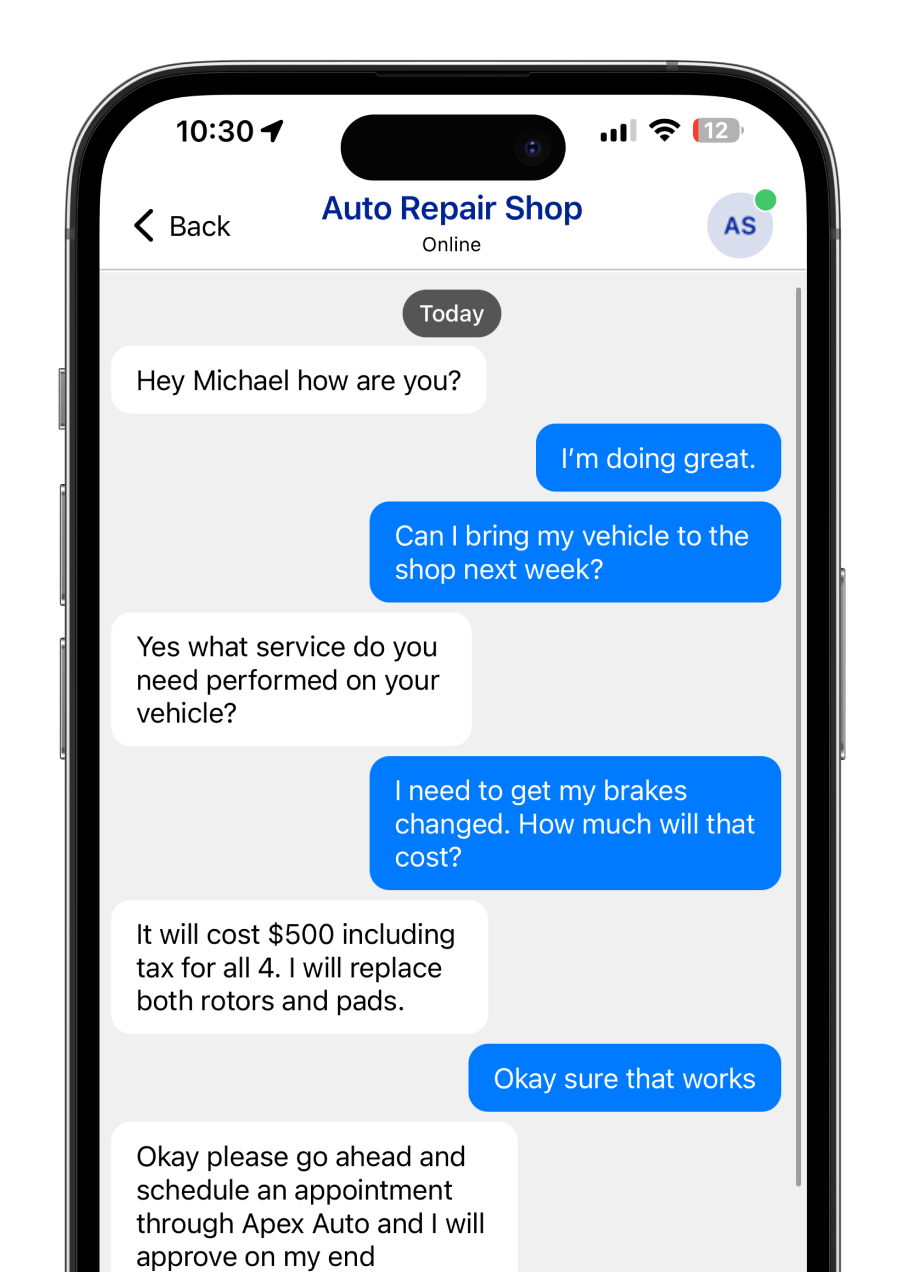 10:30
12
Back
Auto Repair Shop
Online
AS
Today
Hey Michael how are you?
I’m doing great.
Can I bring my vehicle to the
shop next week?
Yes what service do you
need performed on your
vehicle?
I need to get my brakes
changed. How much will that
cost?
It will cost $500 including
tax for all 4. I will replace
both rotors and pads.
Okay sure that works
Okay please go ahead and
schedule an appointment
through Apex Auto and I will
approve on my end